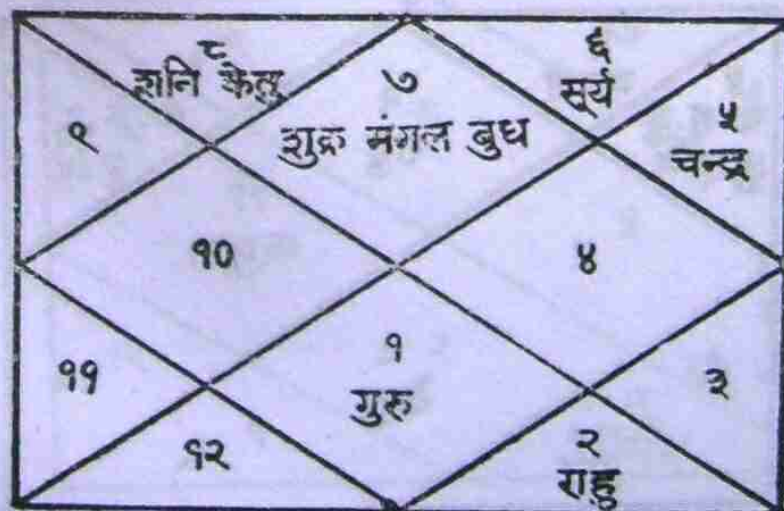 ८
शनि केतु
६
सूर्य
७
शुक्र मंगल बुध
५
चन्द्र
९
१०
४
१
गुरु
११
३
१२
२
राहु